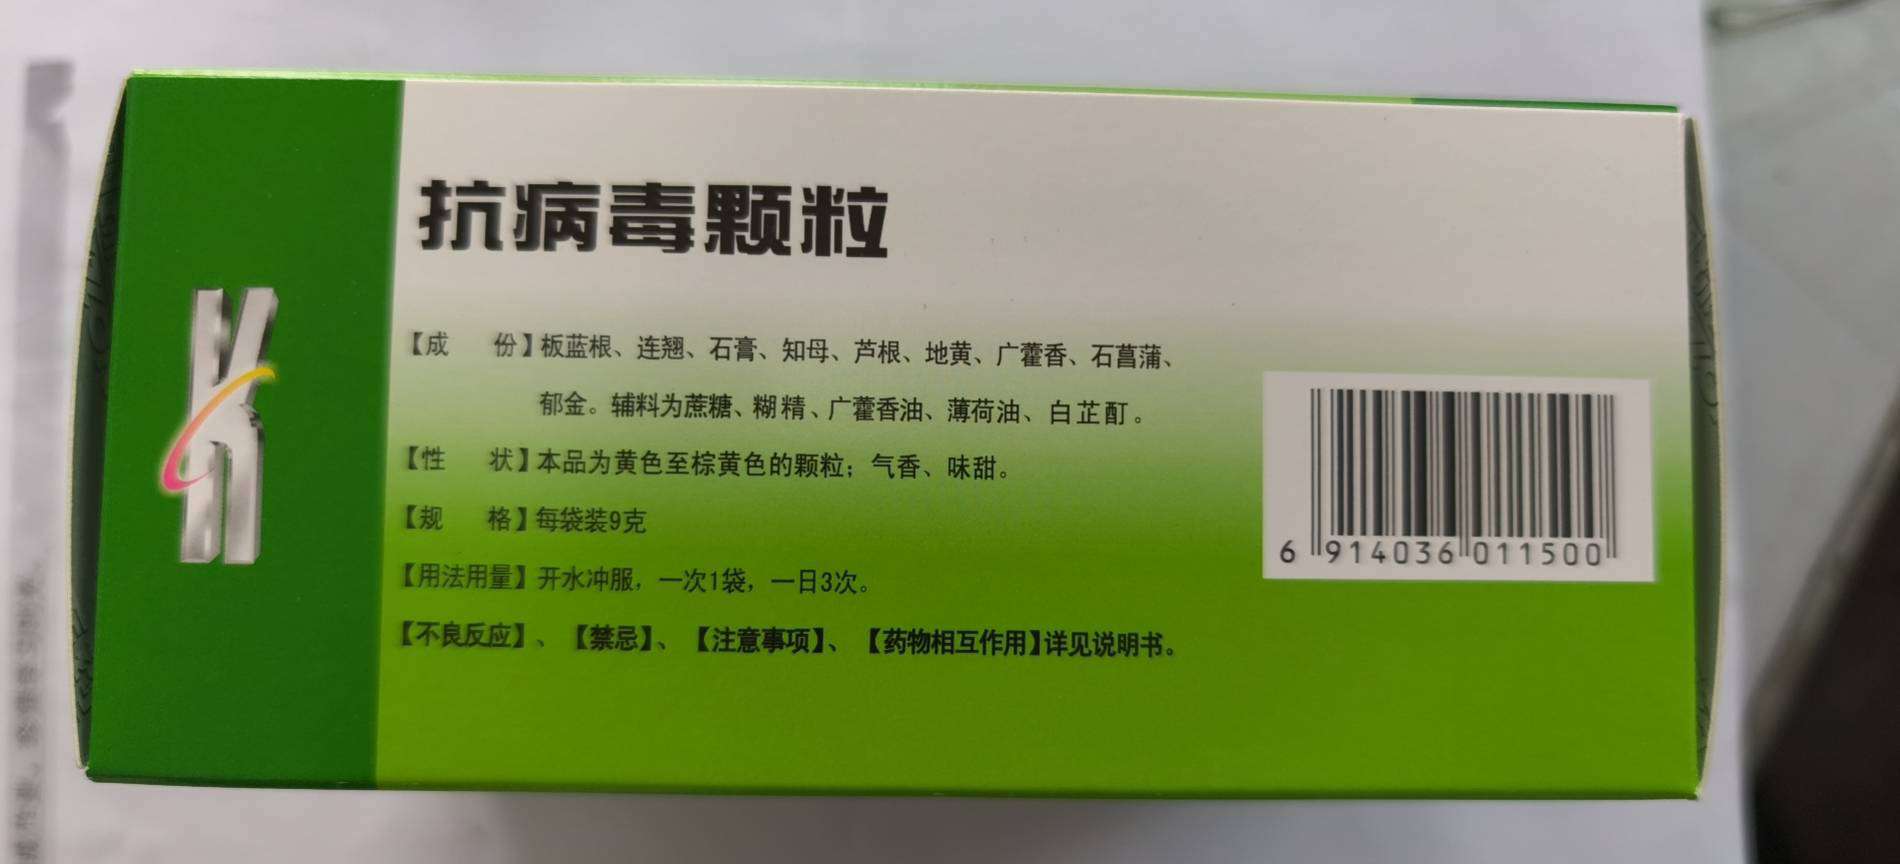 抗病毒颗粒
【成 份】板蓝根、连翘、石膏、知母、芦根、地黄、广藿香、石菖蒲、
郁金。辅料为蔗糖、糊精、广藿香油、薄荷油、白芷酊。
【性 状】本品为黄色至棕黄色的颗粒；气香、味甜。
【规 格】每袋装9克
【用法用量】开水冲服，一次1袋，一日3次。
【不良反应】、【禁忌】、【注意事项】、【药物相互作用】详见说明书。
6 914036 011500